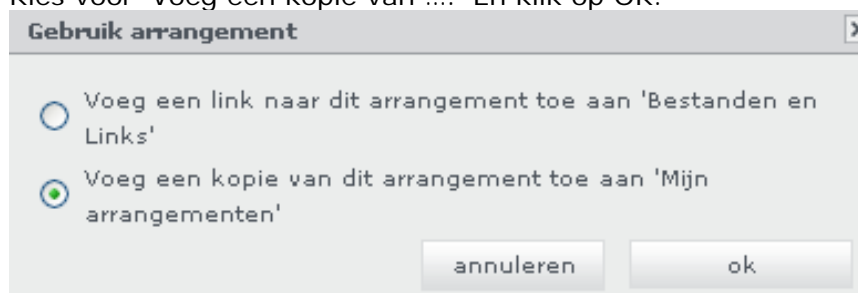 Kies voor 'Voeg een kopie van ....' En klik op OK.
Gebruik arrangement
Voeg een link naar dit arrangement toe aan 'Bestanden en
Links'
Voeg een kopie van dit arrangement toe aan 'Mijn
arrangementen'
annuleren ok